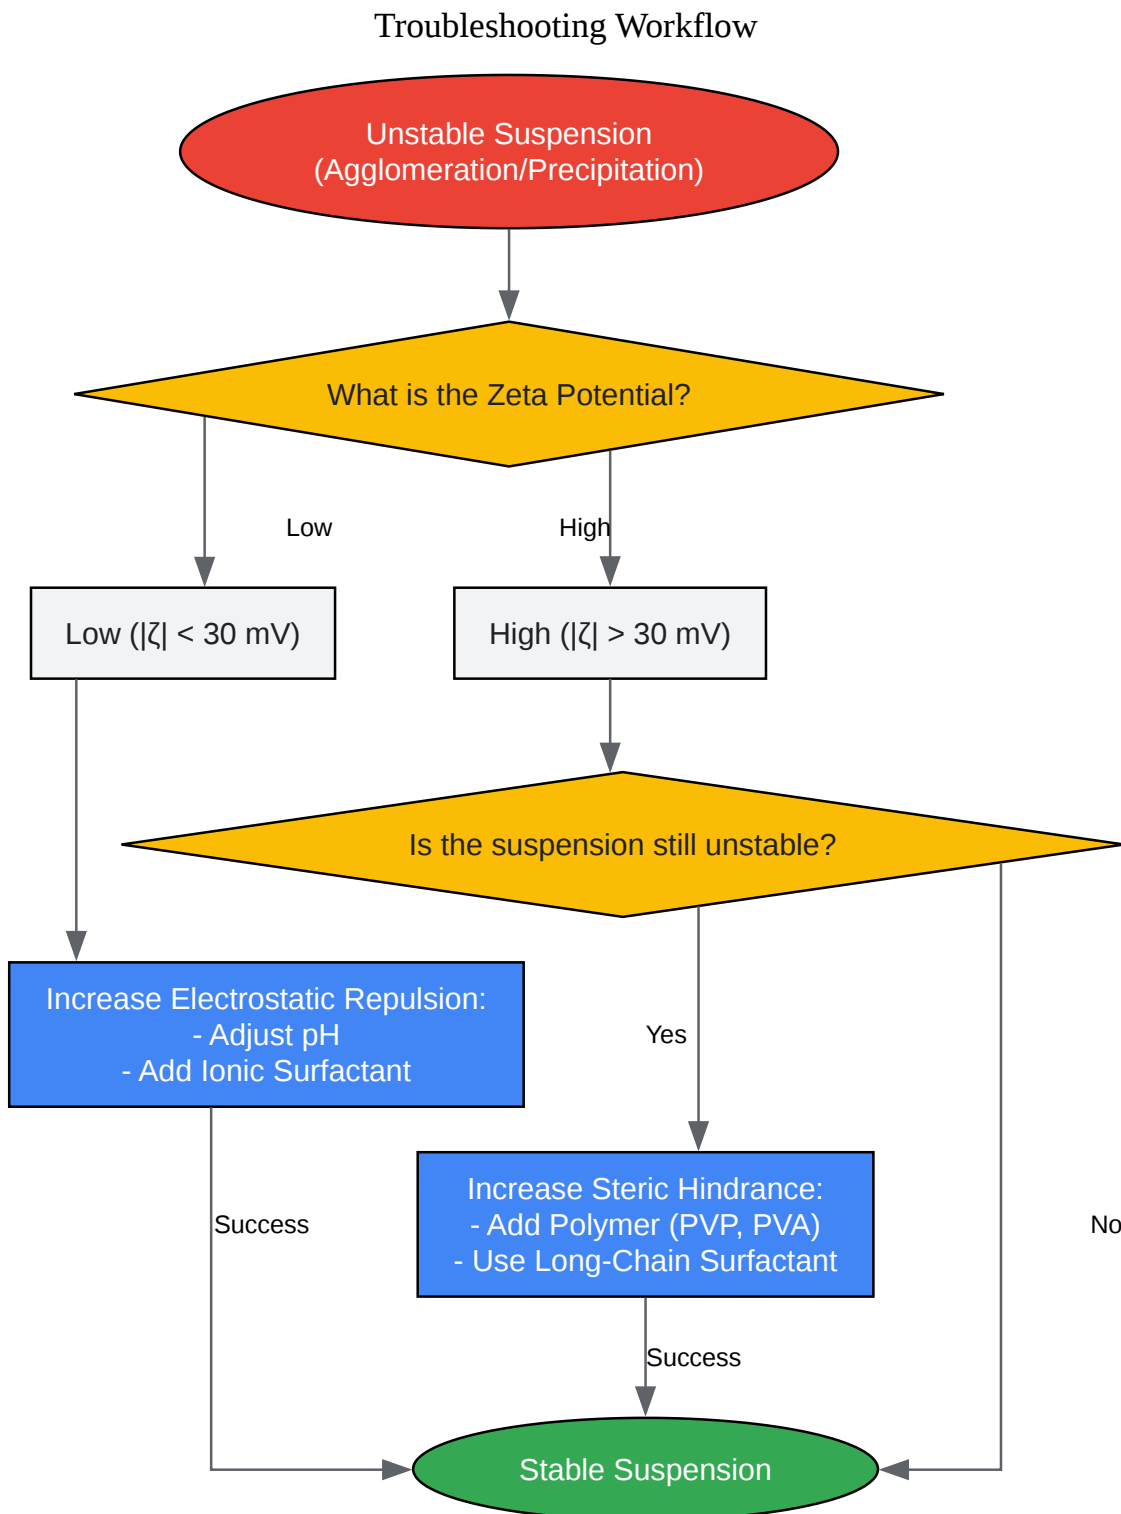 Troubleshooting Workflow
Unstable Suspension
(Agglomeration/Precipitation)
What is the Zeta Potential?
Low
High
Low (|ζ| < 30 mV)
High (|ζ| > 30 mV)
Is the suspension still unstable?
Increase Electrostatic Repulsion:
- Adjust pH
- Add Ionic Surfactant
Yes
Increase Steric Hindrance:
- Add Polymer (PVP, PVA)
- Use Long-Chain Surfactant
Success
No
Success
Stable Suspension